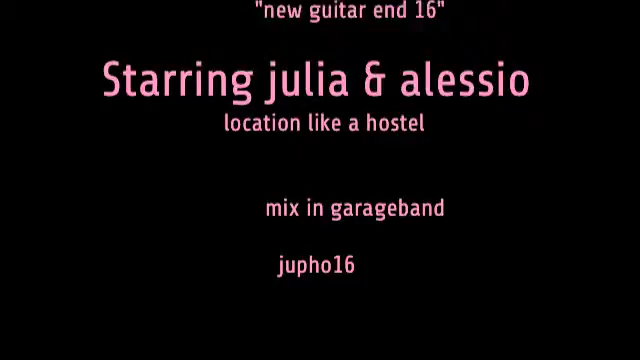 "new guitar end 16"
Starring julia & alessio
location like a hostel
mix in garageband
jupho16